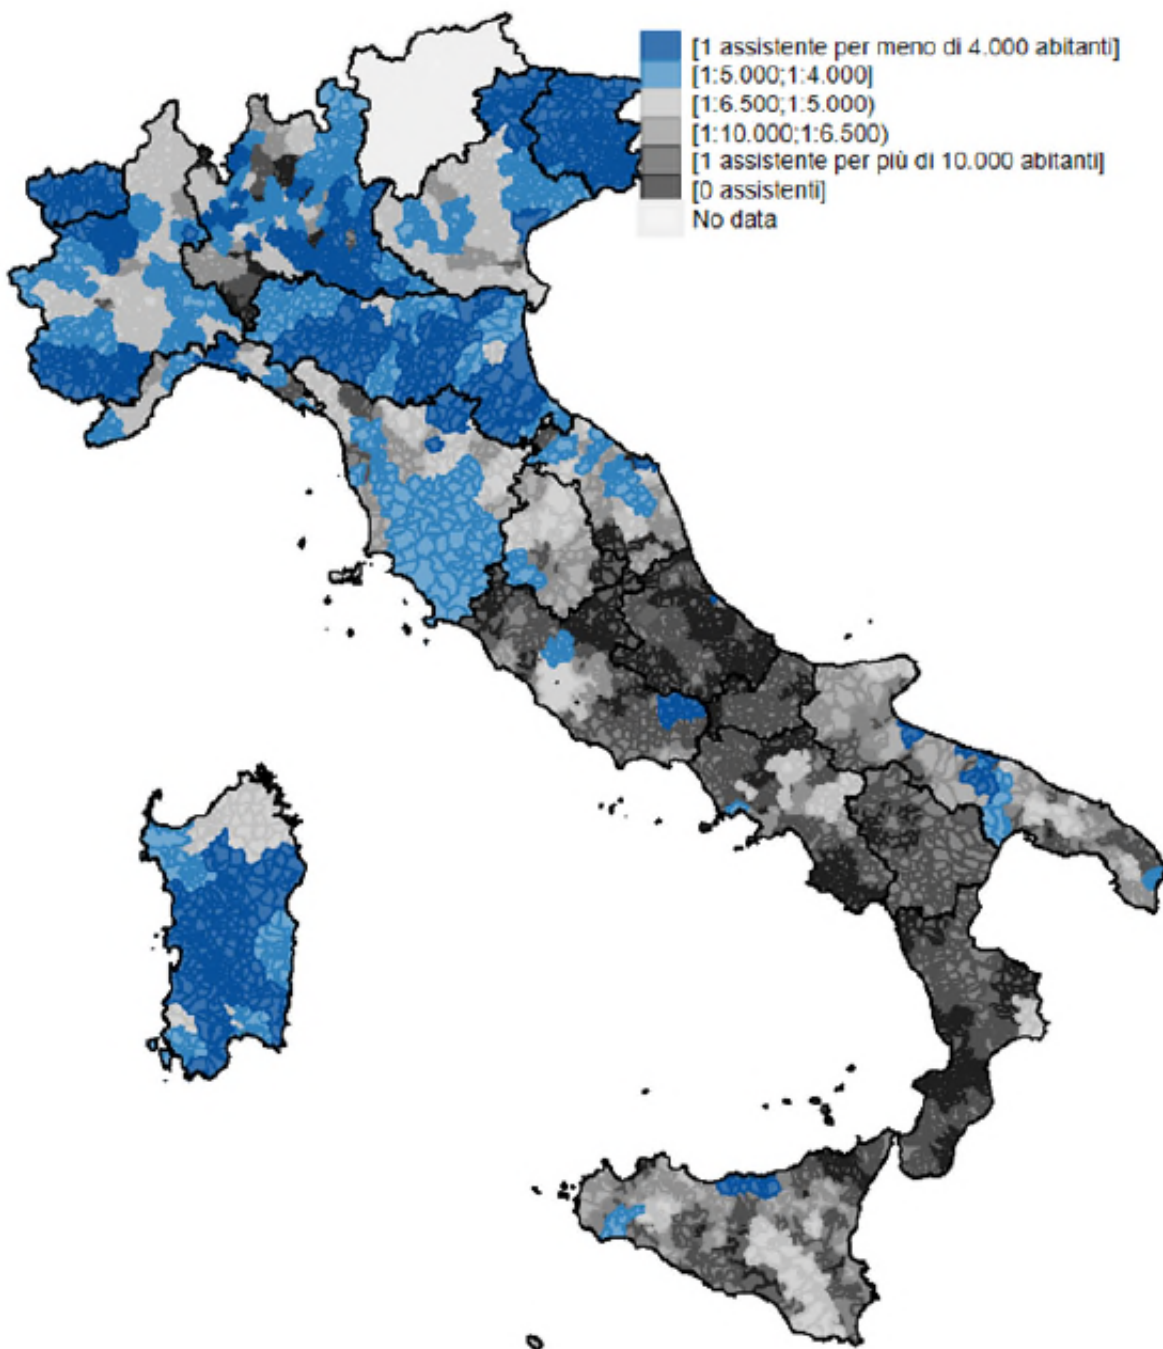 [1 assistente per meno di 4.000 abitanti]
[1:5.000;1:4.000]
[1:6.500;1:5.000)
[1:10.000;1:6.500)
[1 assistente per più di 10.000 abitanti]
[0 assistenti]
No data